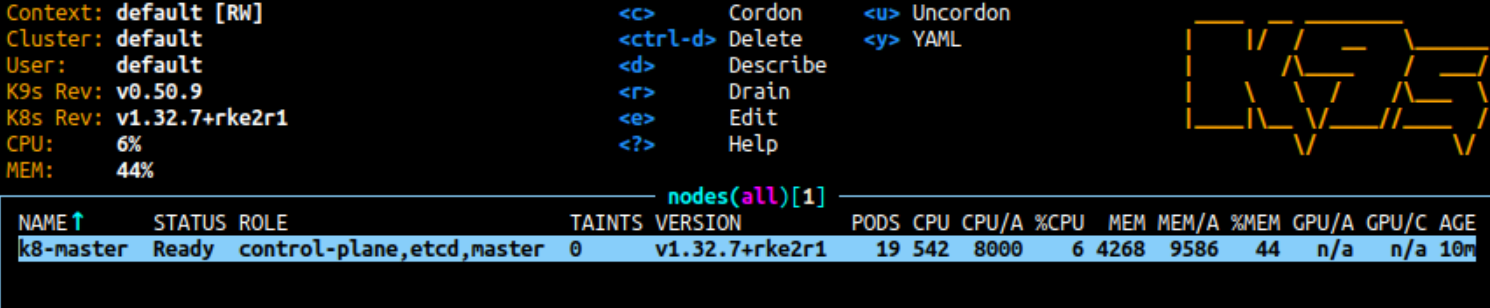 Context: default [RW] <c> Cordon <u> Uncordon
Cluster: default <ctrl-d> Delete <y> YAML
User: default <d> Describe
K9s Rev: v0.50.9 <r> Drain
K8s Rev: v1.32.7+rke2r1 <e> Edit
CPU: 6% <?> Help
MEM: 44%
K9s
nodes(all)[1]
NAME↑ STATUS ROLE TAINTS VERSION PODS CPU CPU/A %CPU MEM MEM/A %MEM GPU/A GPU/C AGE
k8-master Ready control-plane,etcd,master 0 v1.32.7+rke2r1 19 542 8000 6 4268 9586 44 n/a n/a 10m